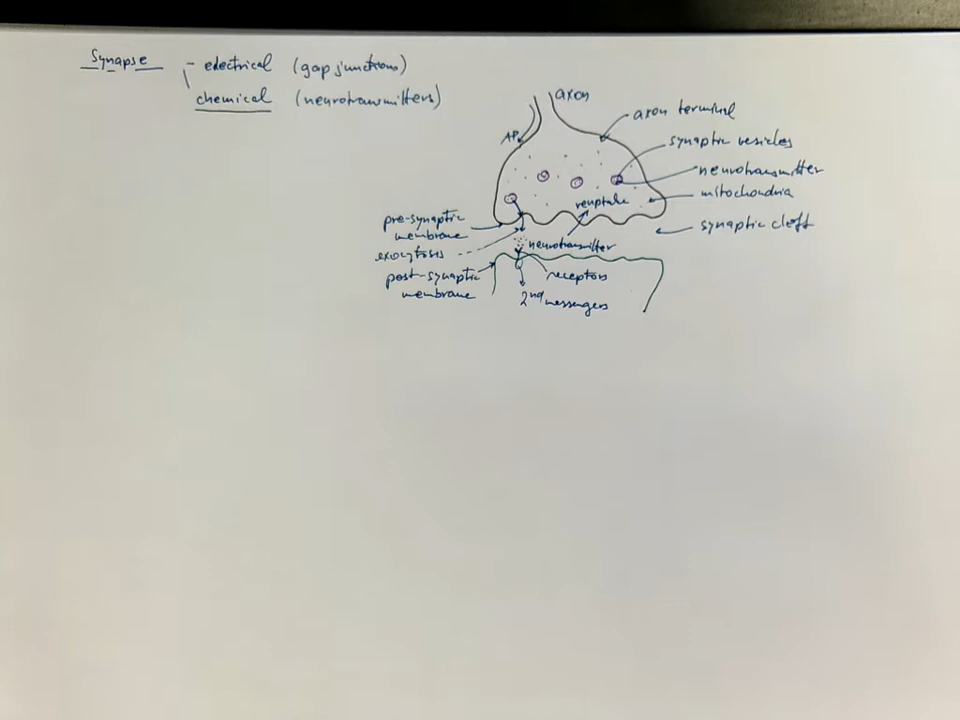 Synapse - electrical (gap junctions)
chemical (neurotransmitters)
axon
axon terminal
AP
synaptic vesicles
neurotransmitter
mitochondria
reuptake
pre-synaptic
membrane
synaptic cleft
exocytosis
neurotransmitter
post-synaptic
membrane
receptors
2nd messengers